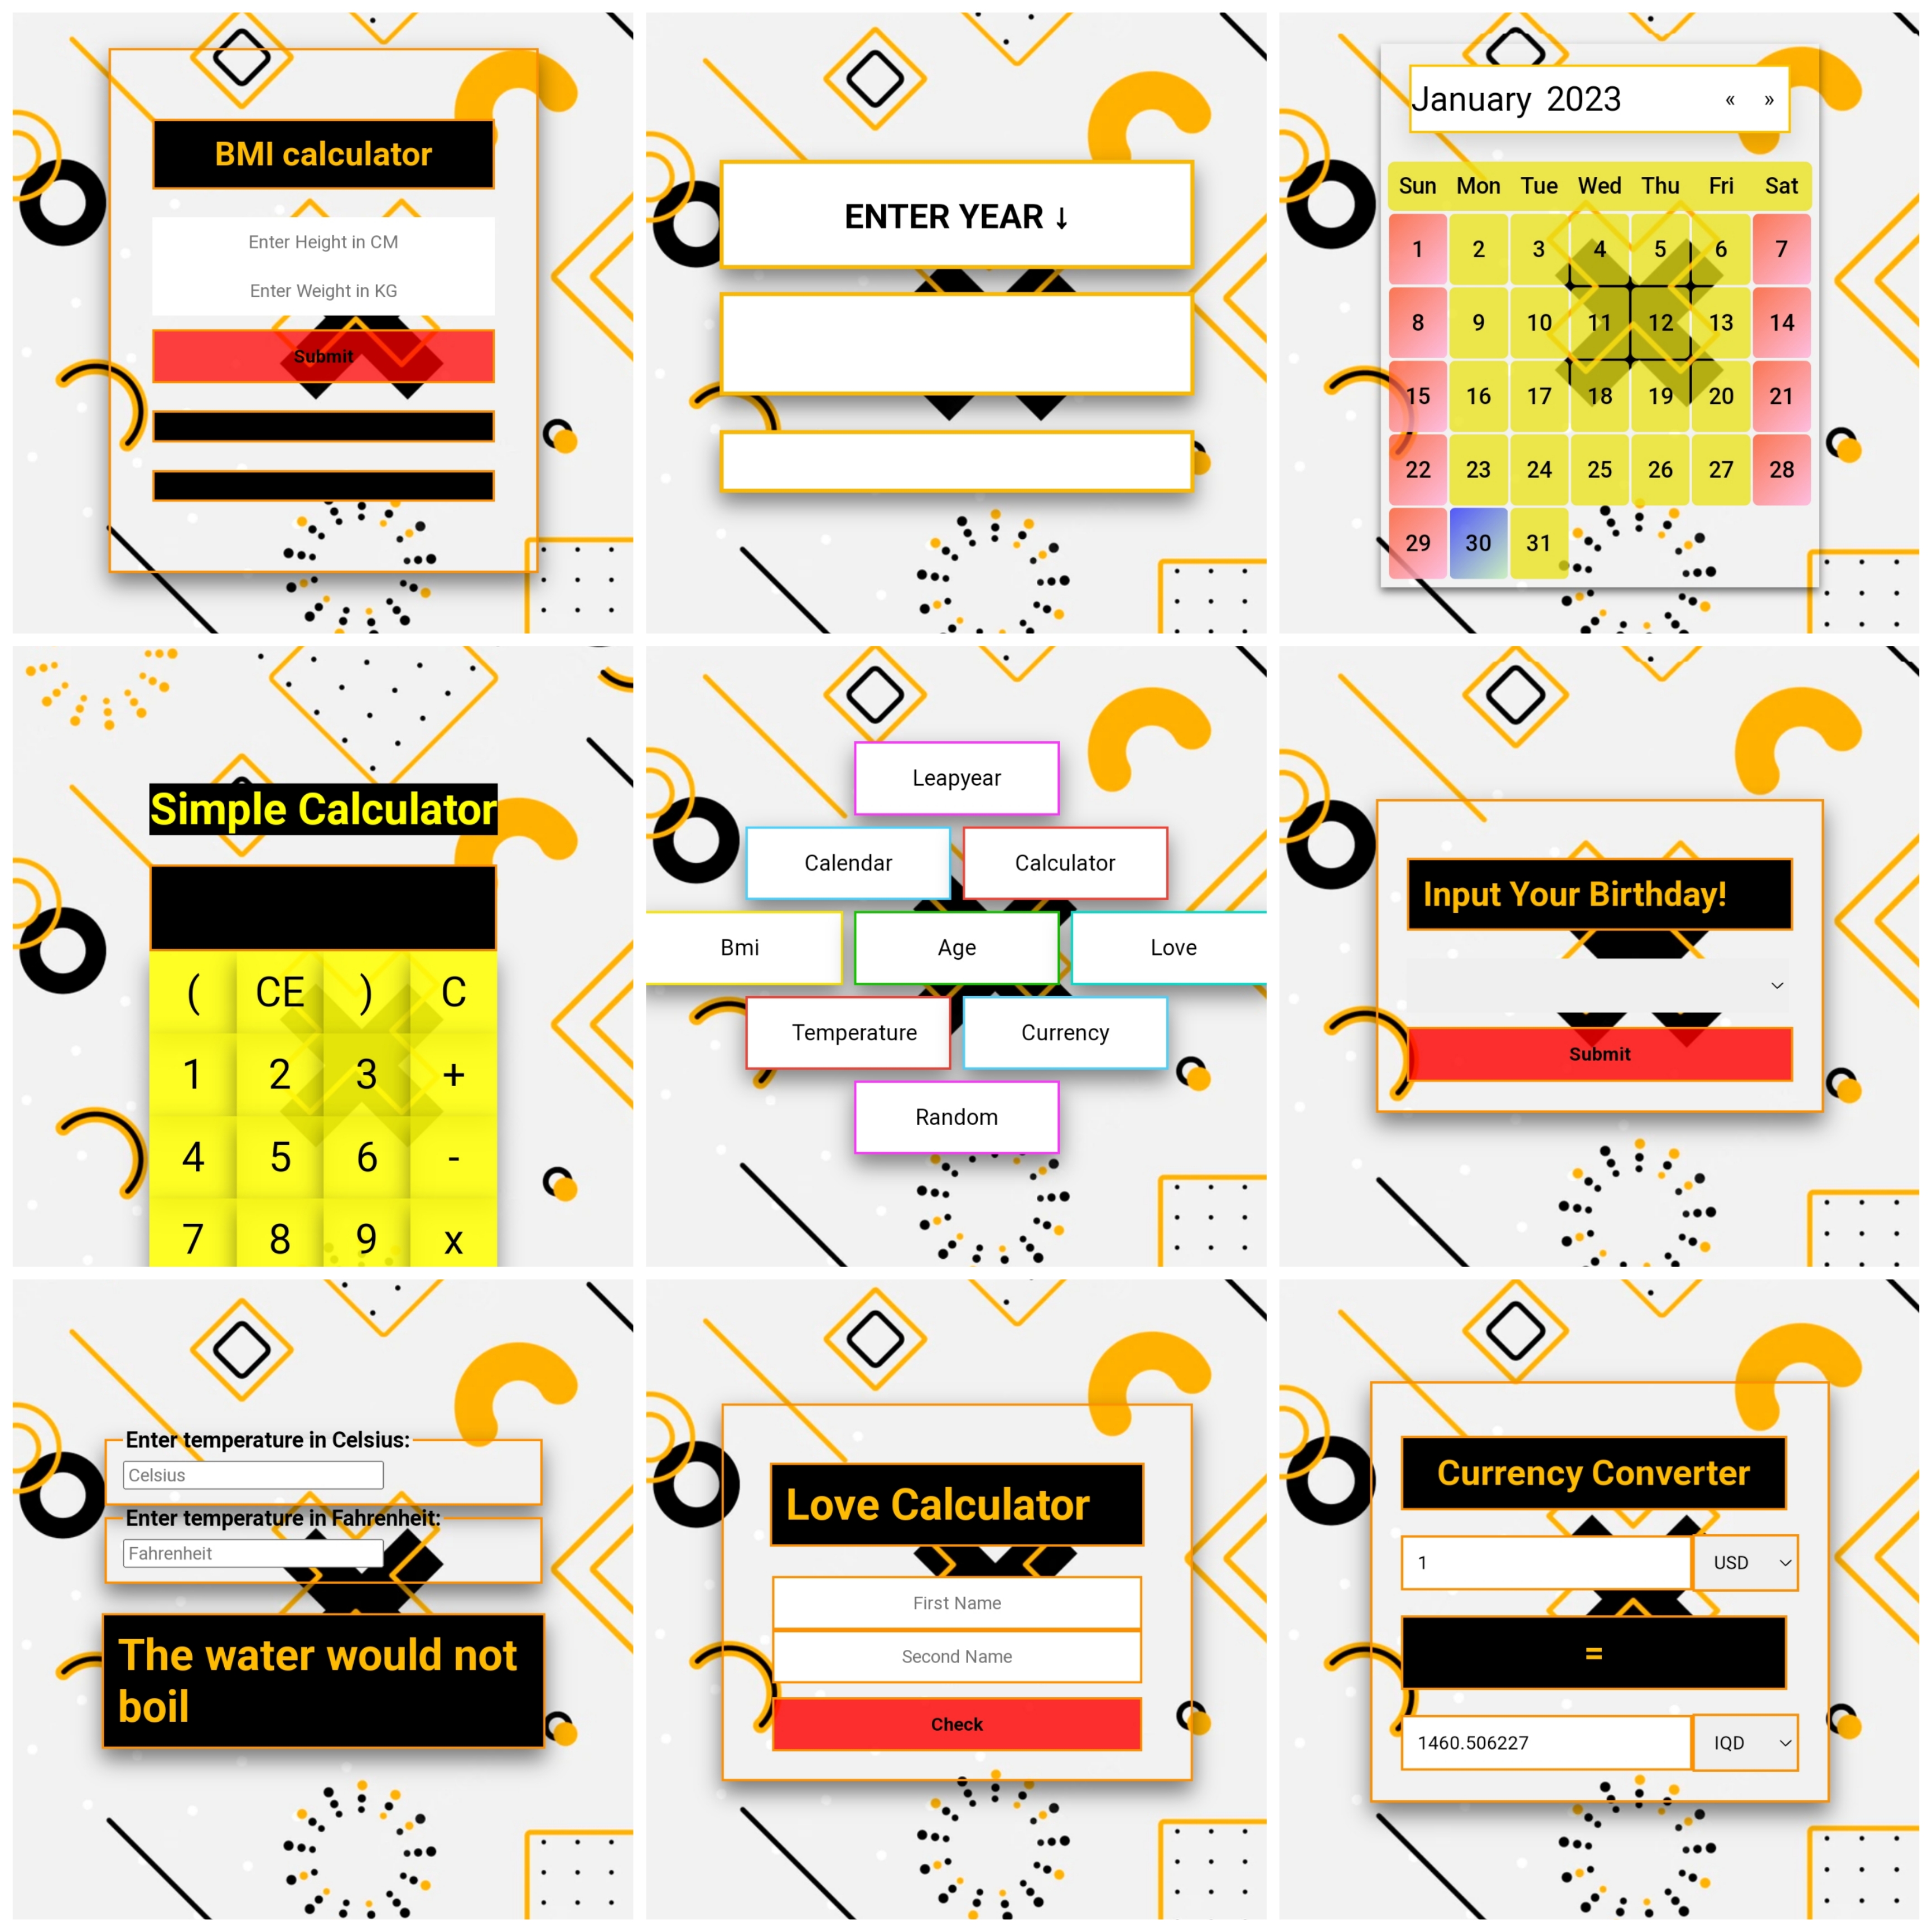 BMI calculator
Enter Height in CM
Enter Weight in KG
Submit
ENTER YEAR ↓
January 2023 « »
Sun Mon Tue Wed Thu Fri Sat
1 2 3 4 5 6 7
8 9 10 11 12 13 14
15 16 17 18 19 20 21
22 23 24 25 26 27 28
29 30 31
Simple Calculator
( CE ) C
1 2 3 +
4 5 6 -
7 8 9 x
Leapyear
Calendar Calculator
Bmi Age Love
Temperature Currency
Random
Input Your Birthday!
Submit
Enter temperature in Celsius:
Celsius
Enter temperature in Fahrenheit:
Fahrenheit
The water would not
boil
Love Calculator
First Name
Second Name
Check
Currency Converter
1 USD
=
1460.506227 IQD